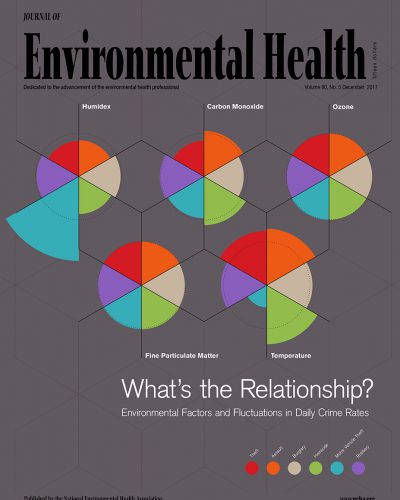 JOURNAL OF
Environmental Health
fifteen dollars
Dedicated to the advancement of the environmental health professional
Volume 80, No. 5 December 2017
Humidex
Carbon Monoxide
Ozone
Fine Particulate Matter
Temperature
What's the Relationship?
Environmental Factors and Fluctuations in Daily Crime Rates
Theft
Assault
Burglary
Homicide
Motor Vehicle Theft
Robbery
Published by the National Environmental Health Association
www.neha.org